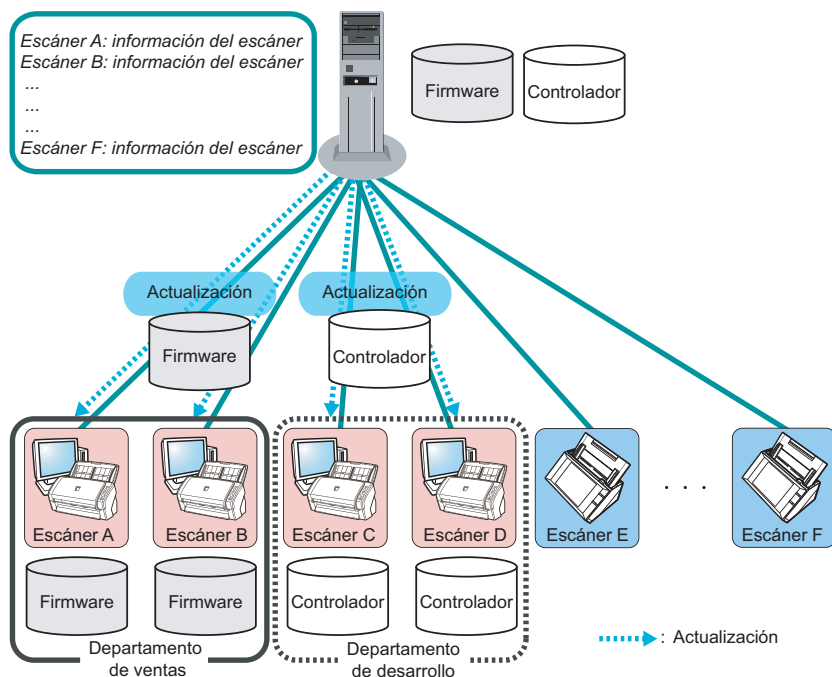 Escáner A: información del escáner
Escáner B: información del escáner
...
...
...
Escáner F: información del escáner
Firmware
Controlador
Actualización
Actualización
Firmware
Controlador
Escáner A
Escáner B
Escáner C
Escáner D
Escáner E
. . .
Escáner F
Firmware
Firmware
Controlador
Controlador
Departamento
de ventas
Departamento
de desarrollo
: Actualización